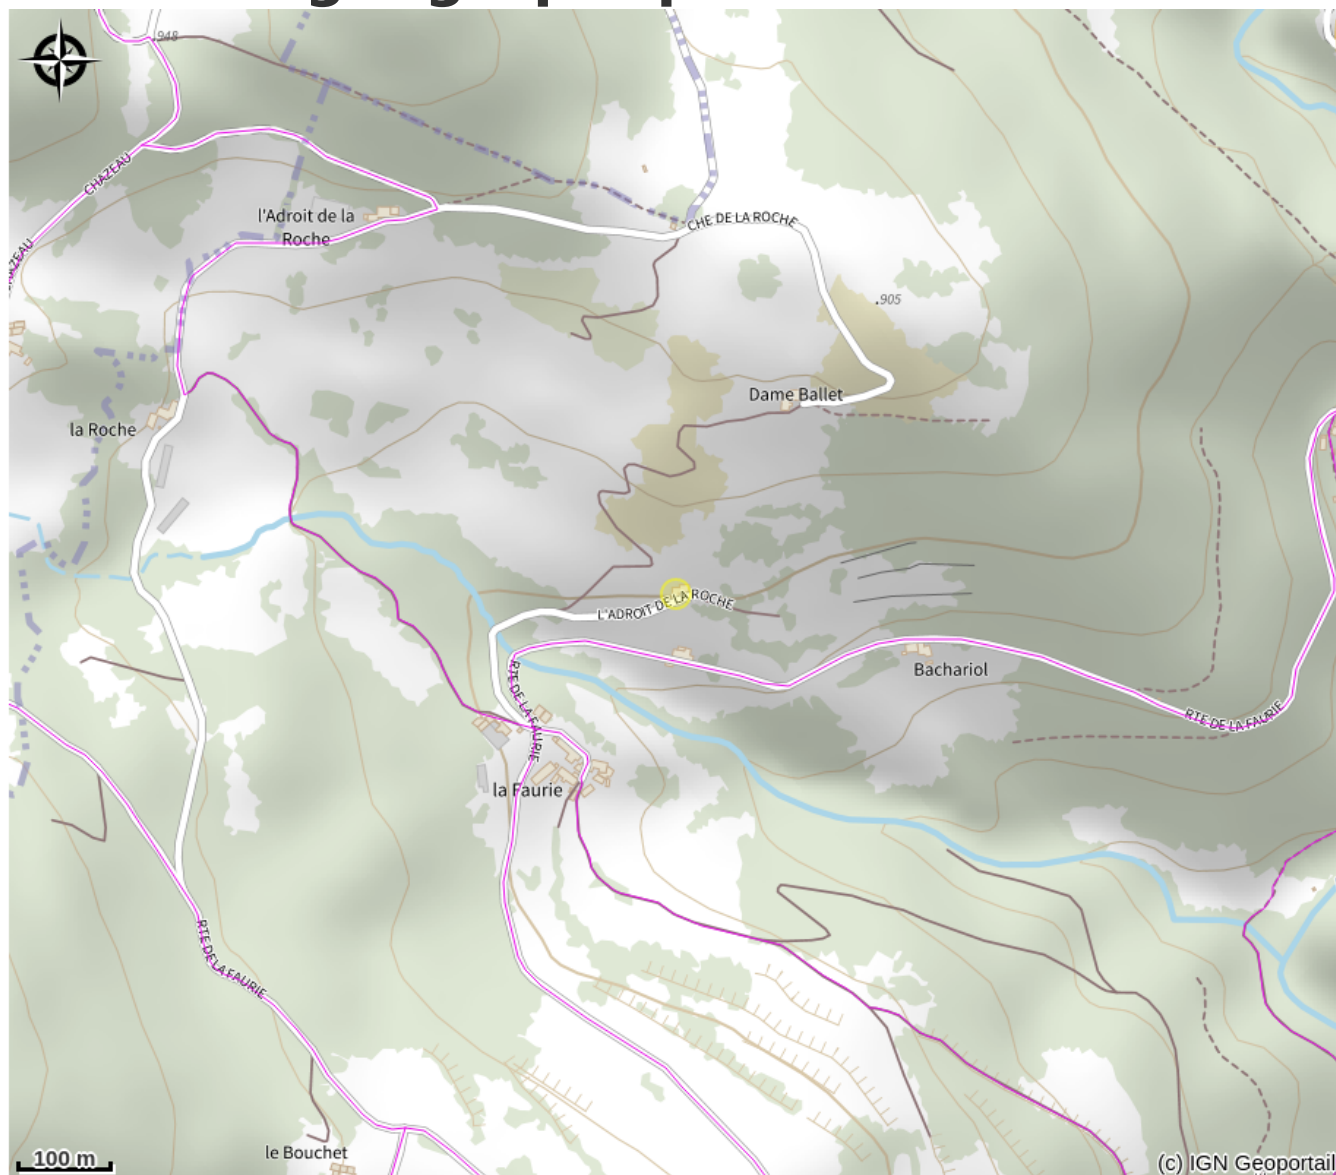 948
CHAZEAU
l'Adroit de la
Roche
CHE DE LA ROCHE
905
Dame Ballet
la Roche
L'ADROIT DE LA ROCHE
RTE DE LA FAURIE
Bachariol
RTE DE LA FAURIE
la Faurie
RTE DE LA FAURIE
le Bouchet
100 m
(c) IGN Geoportail